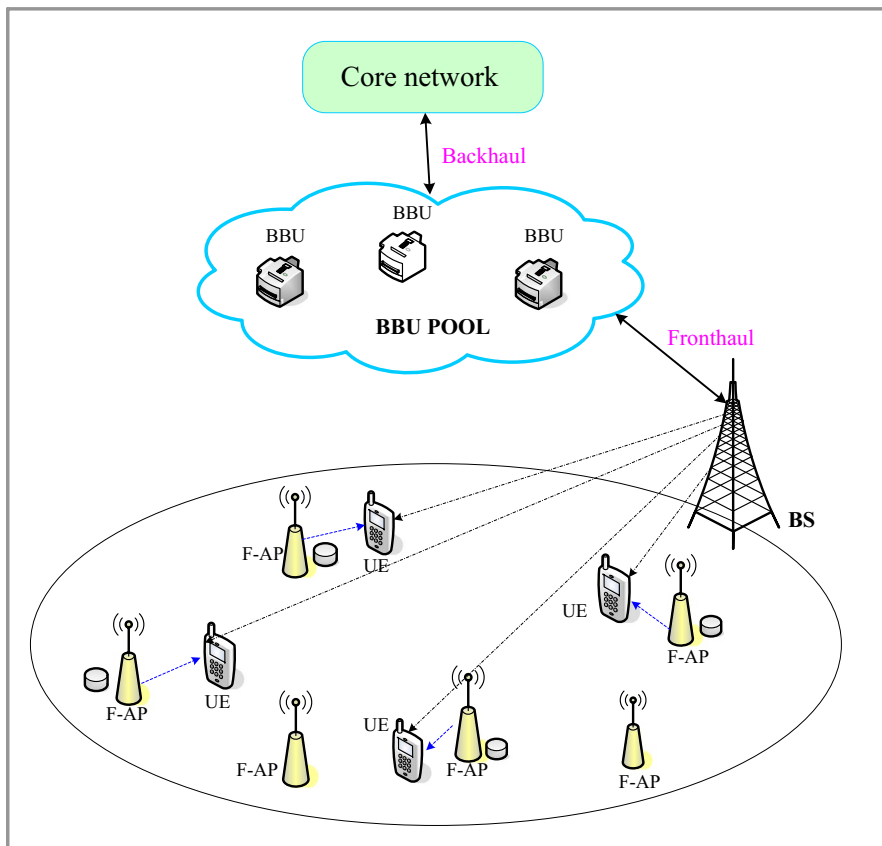 Core network
Backhaul
BBU
BBU
BBU
BBU POOL
Fronthaul
BS
F-AP
UE
UE
F-AP
F-AP
UE
F-AP
UE
F-AP
F-AP